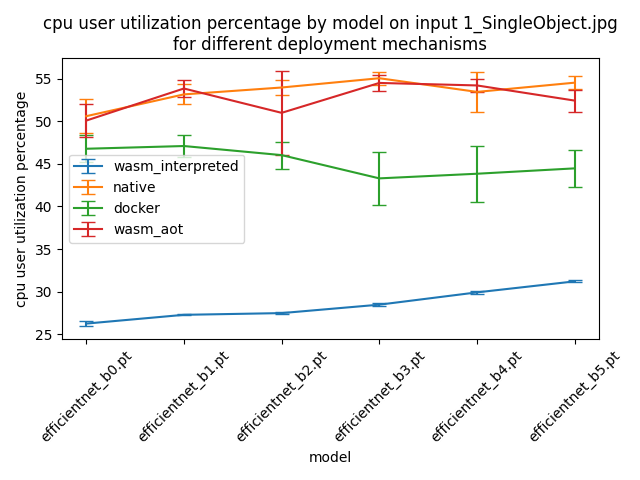 cpu user utilization percentage by model on input 1_SingleObject.jpg
for different deployment mechanisms
cpu user utilization percentage
55
50
45
40
35
30
25
wasm_interpreted
native
docker
wasm_aot
efficientnet_b0.pt
efficientnet_b1.pt
efficientnet_b2.pt
efficientnet_b3.pt
efficientnet_b4.pt
efficientnet_b5.pt
model